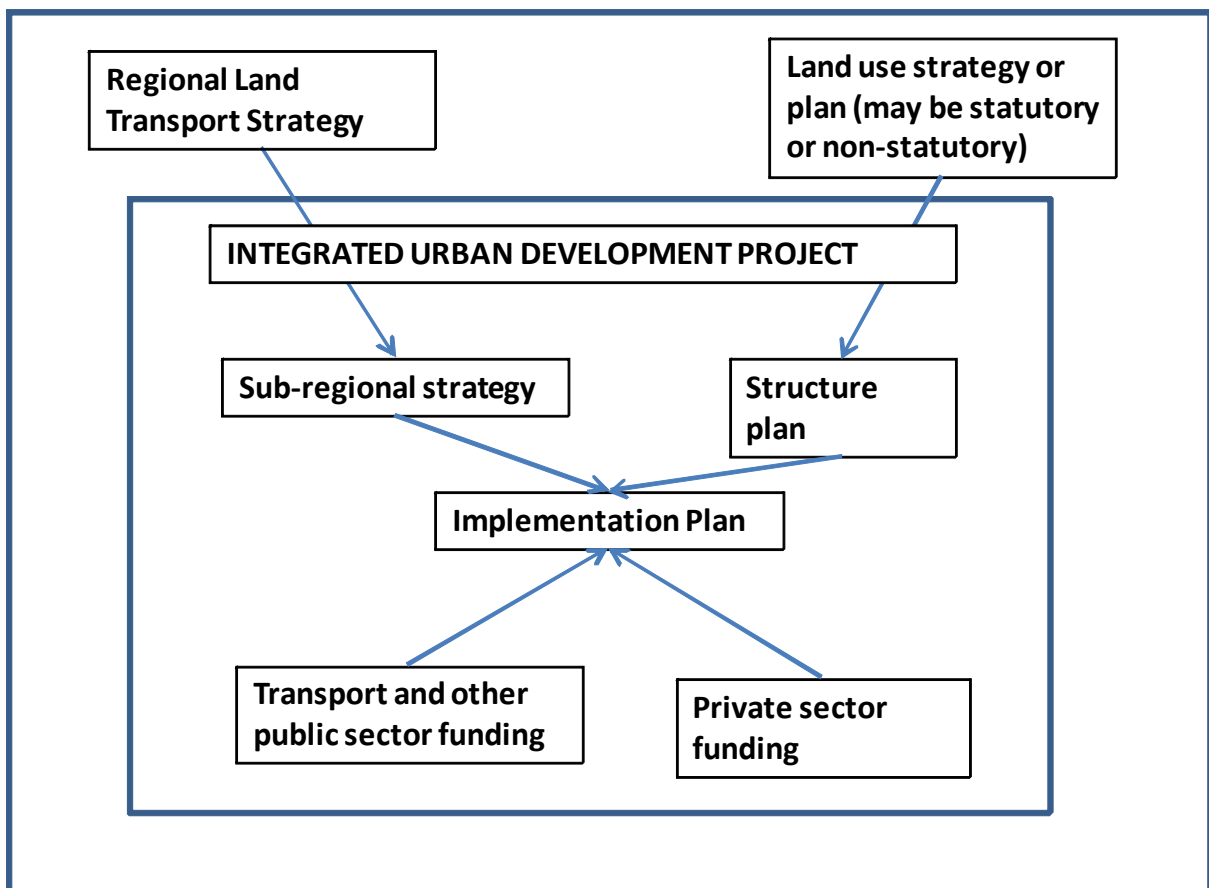 Regional Land
Transport Strategy
Land use strategy or
plan (may be statutory
or non-statutory)
INTEGRATED URBAN DEVELOPMENT PROJECT
Sub-regional strategy
Structure
plan
Implementation Plan
Transport and other
public sector funding
Private sector
funding